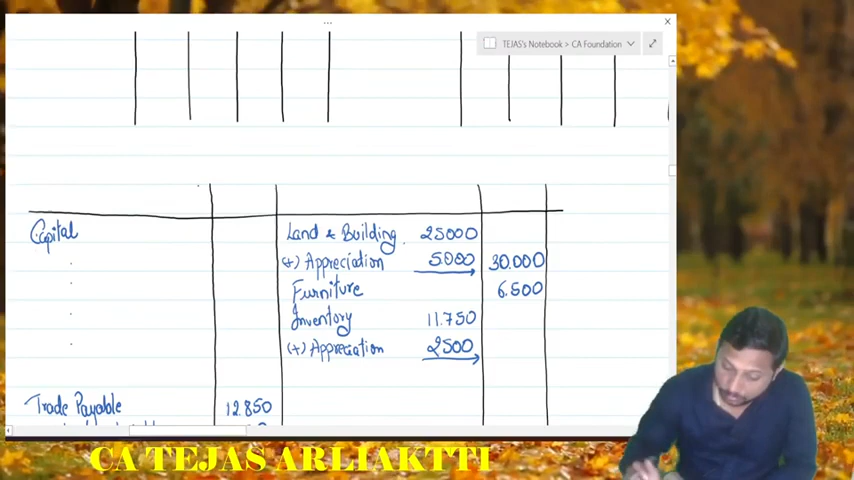 TEJAS's Notebook > CA Foundation
Capital
Land & Building 25000
(+) Appreciation 5000 30.000
Furniture 6.500
Inventory 11.750
(+) Appreciation 2500
Trade Payable 12.850
CA TEJAS ARLIAKTTI